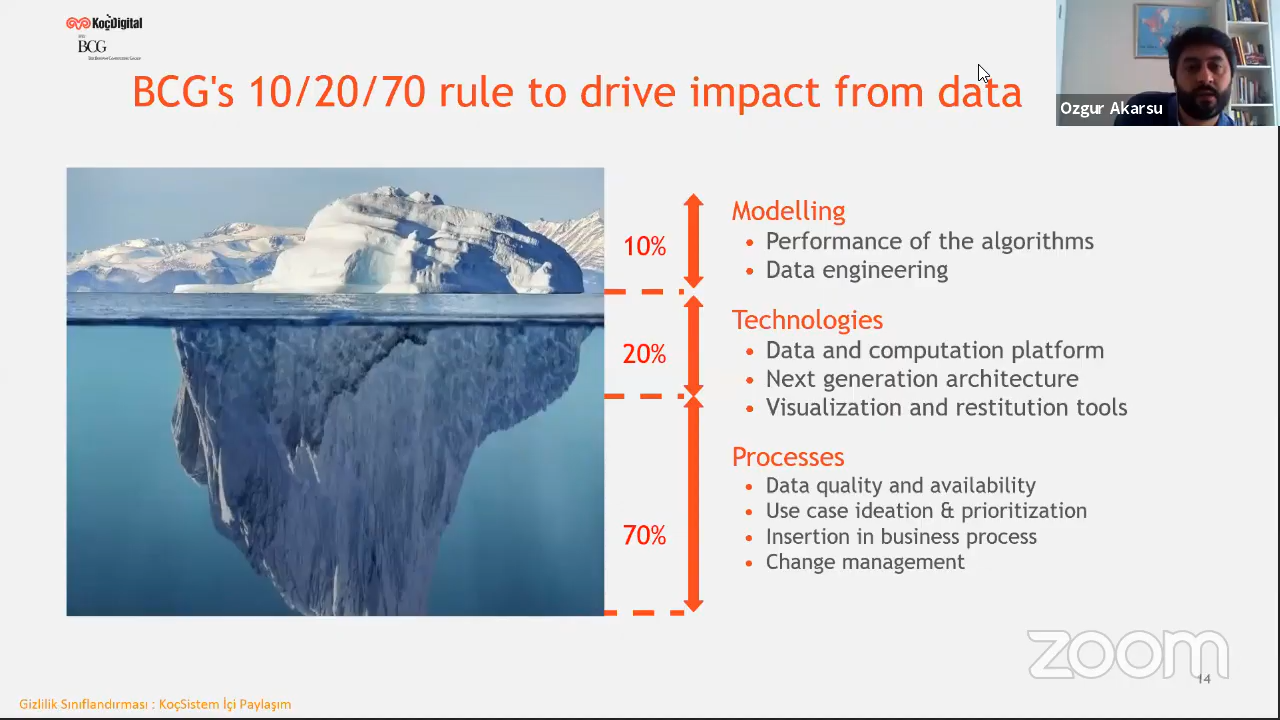 KoçDigital
BCG
BCG's 10/20/70 rule to drive impact from data
Ozgur Akarsu
10%
Modelling
• Performance of the algorithms
• Data engineering
20%
Technologies
• Data and computation platform
• Next generation architecture
• Visualization and restitution tools
70%
Processes
• Data quality and availability
• Use case ideation & prioritization
• Insertion in business process
• Change management
zoom
14
Gizlilik Sınıflandırması : KoçSistem İçi Paylaşım